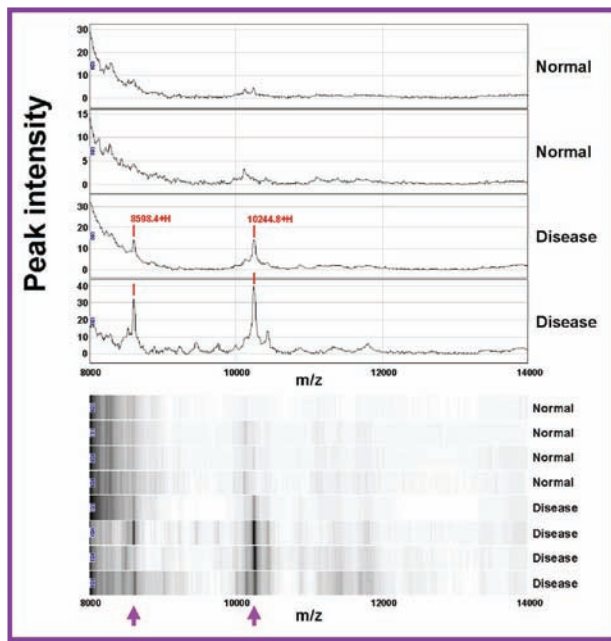 Peak intensity
30
20
10
0
Normal
15
10
5
0
Normal
30
20
10
0
8598.4+H
10244.8+H
Disease
40
30
20
10
0
Disease
8000
10000
12000
14000
m/z
Normal
Normal
Normal
Normal
Disease
Disease
Disease
Disease
8000
10000
12000
14000
m/z